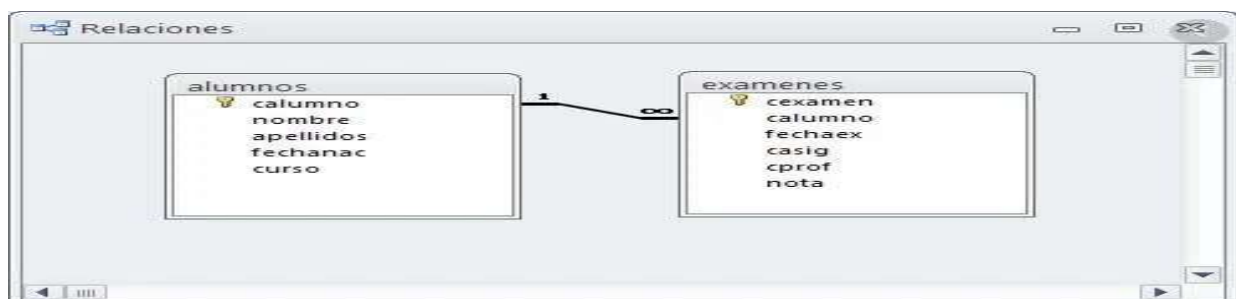 Relaciones
alumnos
calumno
nombre
apellidos
fechanac
curso
1
∞
examenes
cexamen
calumno
fechaex
casig
cprof
nota